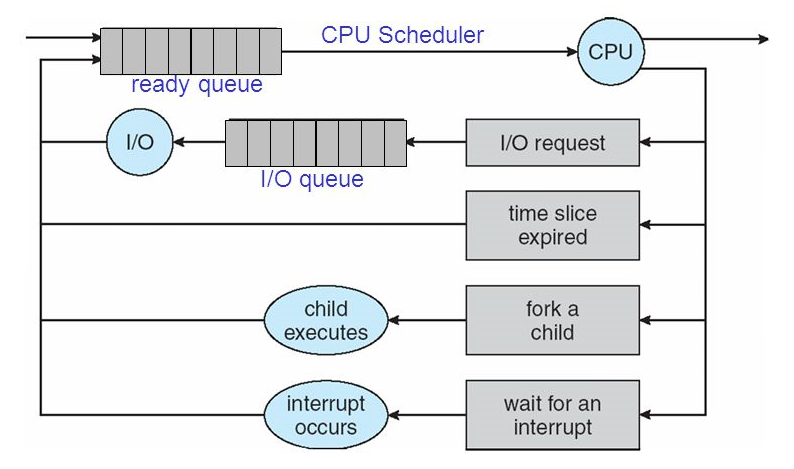 CPU Scheduler
CPU
ready queue
I/O
I/O request
I/O queue
time slice
expired
child
executes
fork a
child
interrupt
occurs
wait for an
interrupt